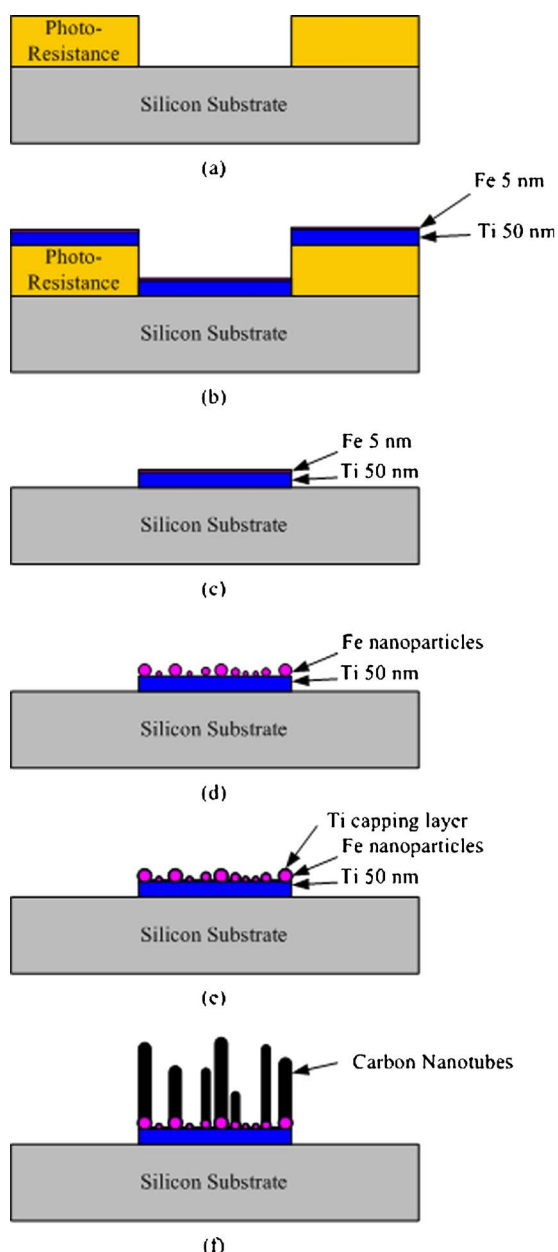 Photo-
Resistance
Silicon Substrate
(a)
Fe 5 nm
Ti 50 nm
Photo-
Resistance
Silicon Substrate
(b)
Fe 5 nm
Ti 50 nm
Silicon Substrate
(c)
Fe nanoparticles
Ti 50 nm
Silicon Substrate
(d)
Ti capping layer
Fe nanoparticles
Ti 50 nm
Silicon Substrate
(e)
Carbon Nanotubes
Silicon Substrate
(f)